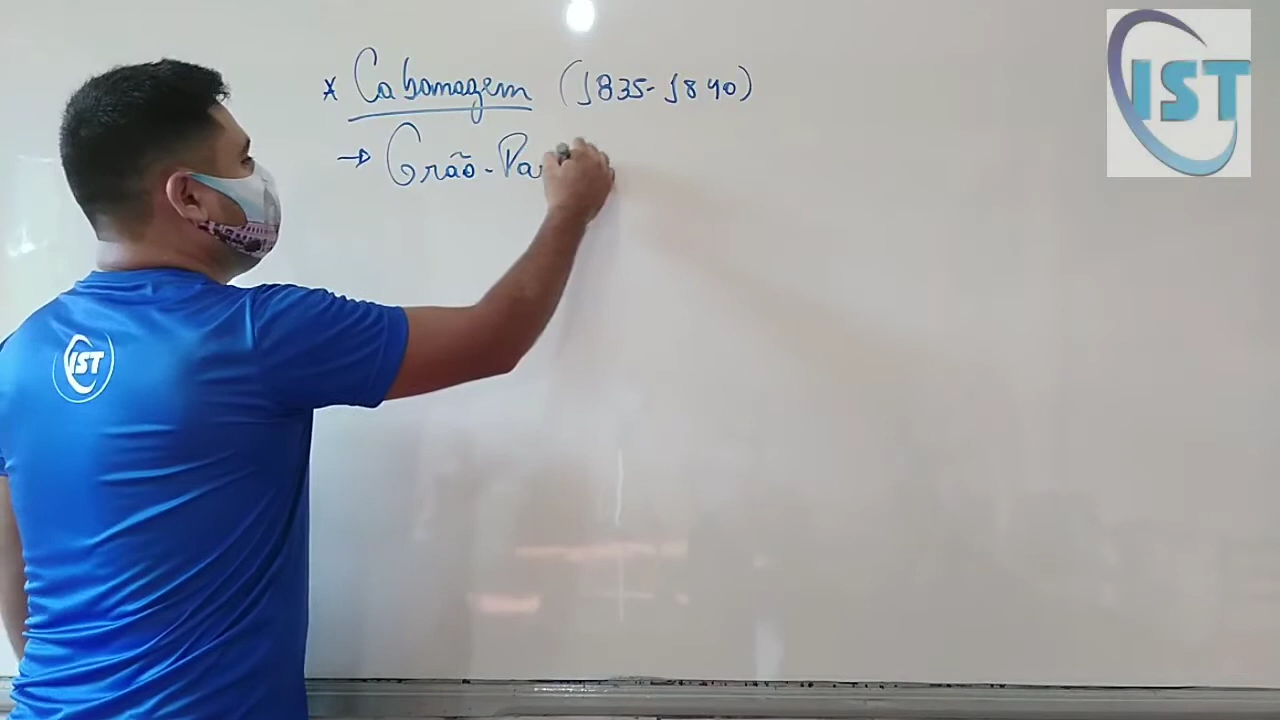 * Cabanagem (1835-1840)
→ Grão-Pa
IST
IST